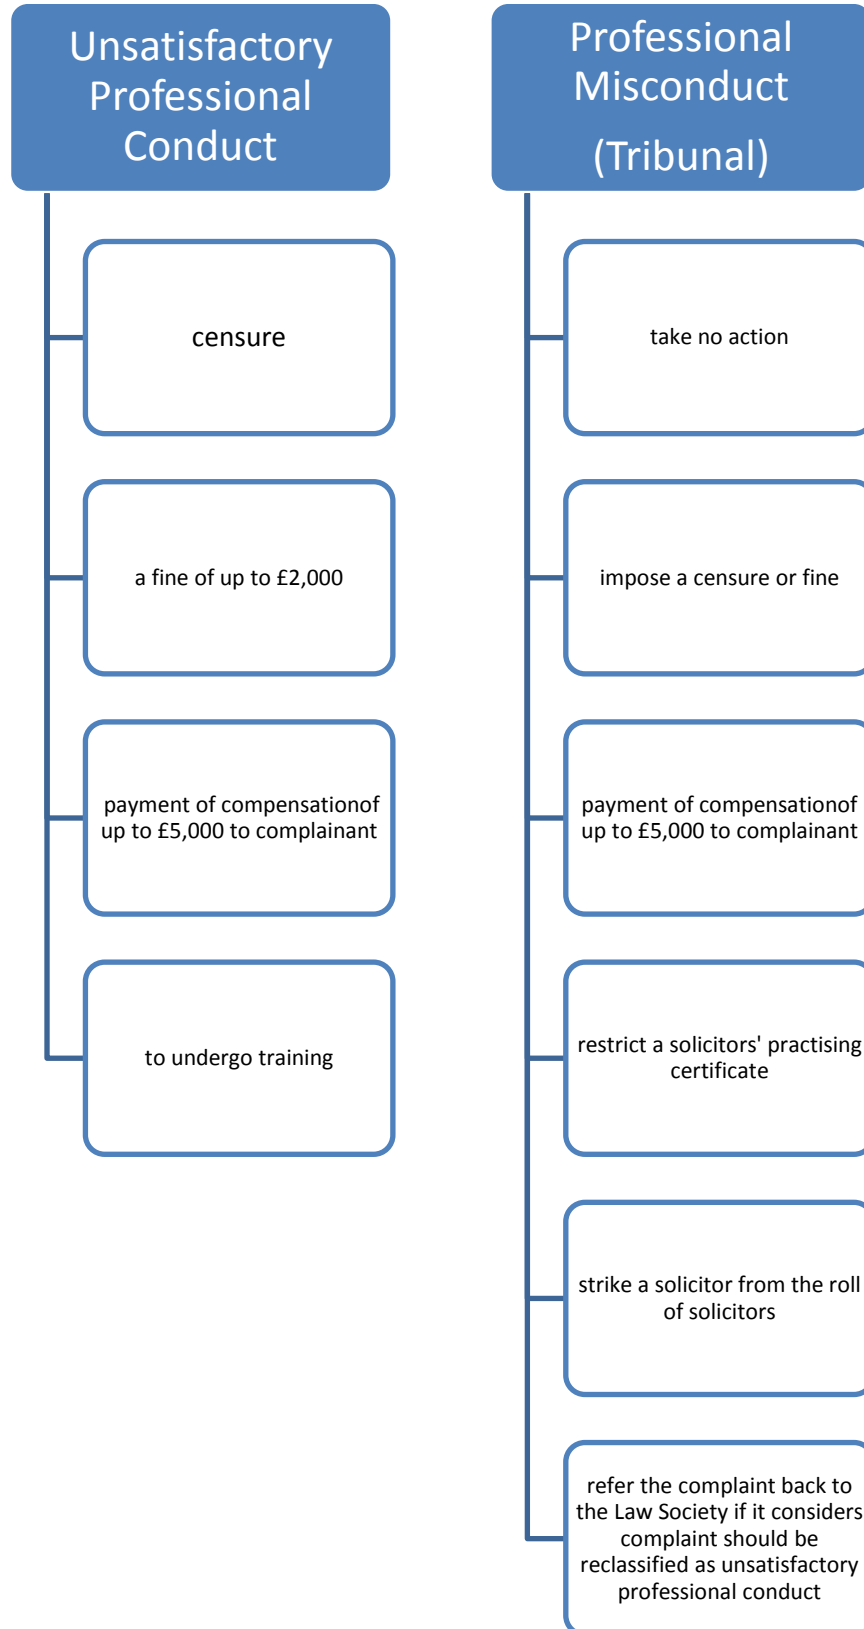 Unsatisfactory
Professional
Conduct
censure
a fine of up to £2,000
payment of compensationof
up to £5,000 to complainant
to undergo training
Professional
Misconduct
(Tribunal)
take no action
impose a censure or fine
payment of compensationof
up to £5,000 to complainant
restrict a solicitors' practising
certificate
strike a solicitor from the roll
of solicitors
refer the complaint back to
the Law Society if it considers
complaint should be
reclassified as unsatisfactory
professional conduct